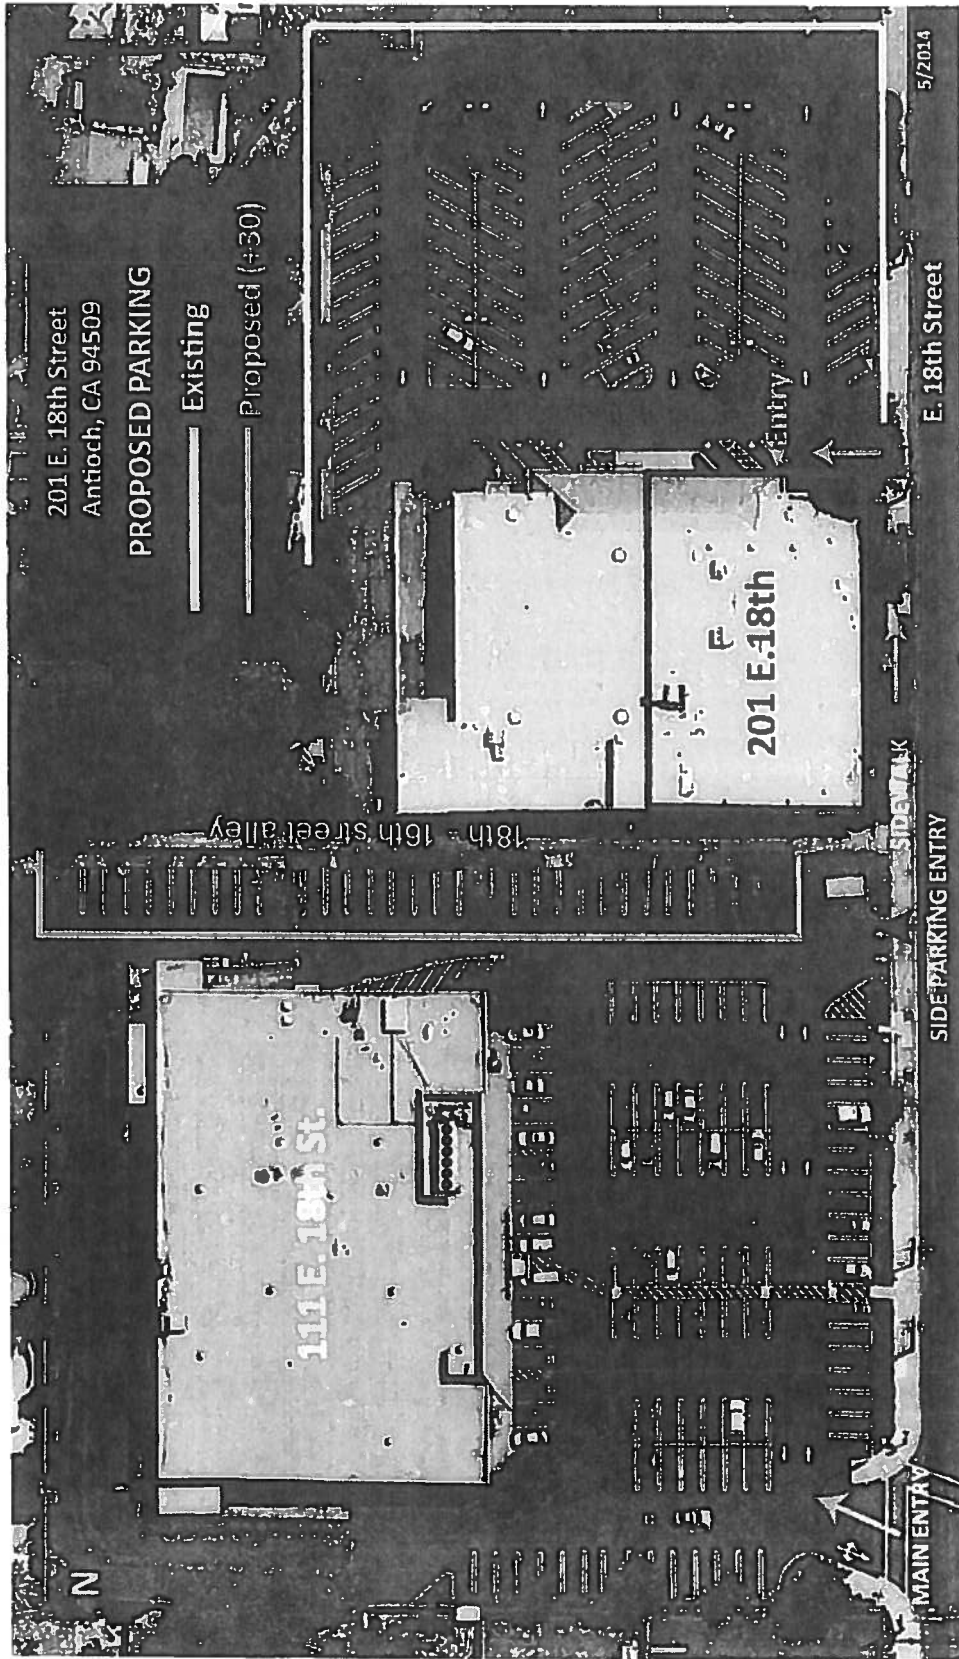 201 E. 18th Street
Antioch, CA 94509
PROPOSED PARKING
Existing
Proposed (+30)
N
111 E. 18th St.
18th - 16th street alley
201 E.18th
Entry
SIDEWALK
MAIN ENTRY
SIDE PARKING ENTRY
E. 18th Street
5/2014